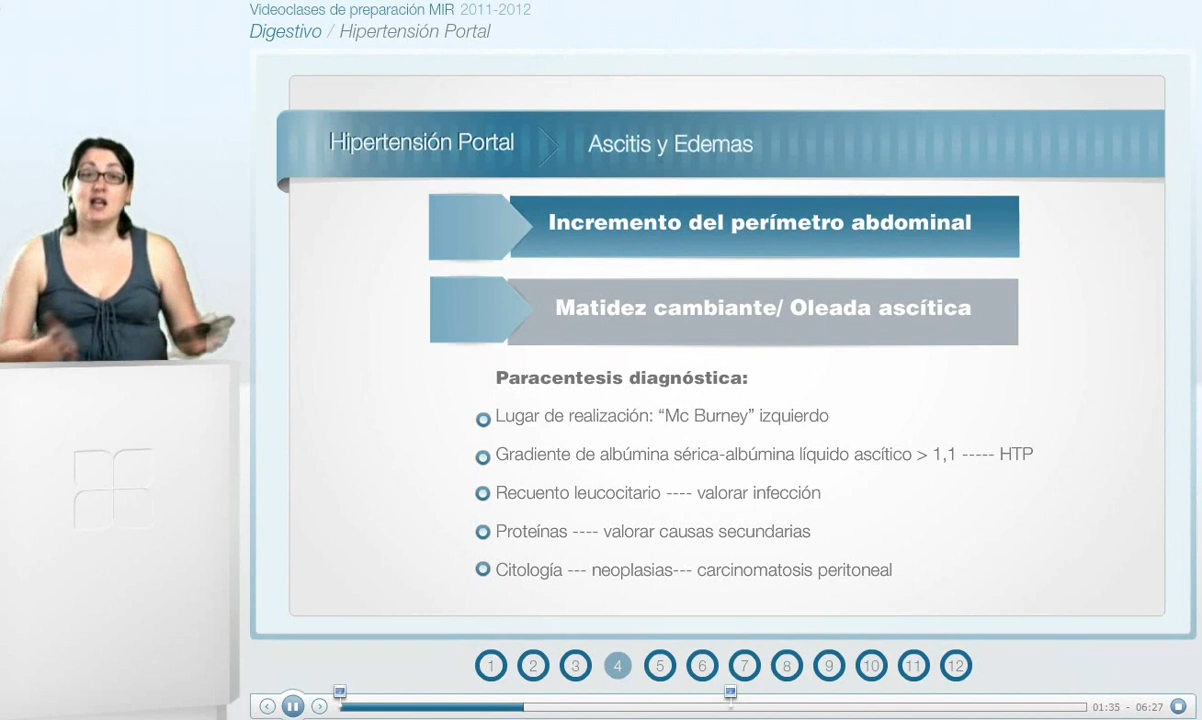 Videoclases de preparación MIR 2011-2012
Digestivo / Hipertensión Portal
Hipertensión Portal
Ascitis y Edemas
Incremento del perímetro abdominal
Matidez cambiante/ Oleada ascítica
Paracentesis diagnóstica:
Lugar de realización: “Mc Burney” izquierdo
Gradiente de albúmina sérica-albúmina líquido ascítico > 1,1 ----- HTP
Recuento leucocitario ---- valorar infección
Proteínas ---- valorar causas secundarias
Citología --- neoplasias--- carcinomatosis peritoneal
1 2 3 4 5 6 7 8 9 10 11 12
01:35 - 06:27